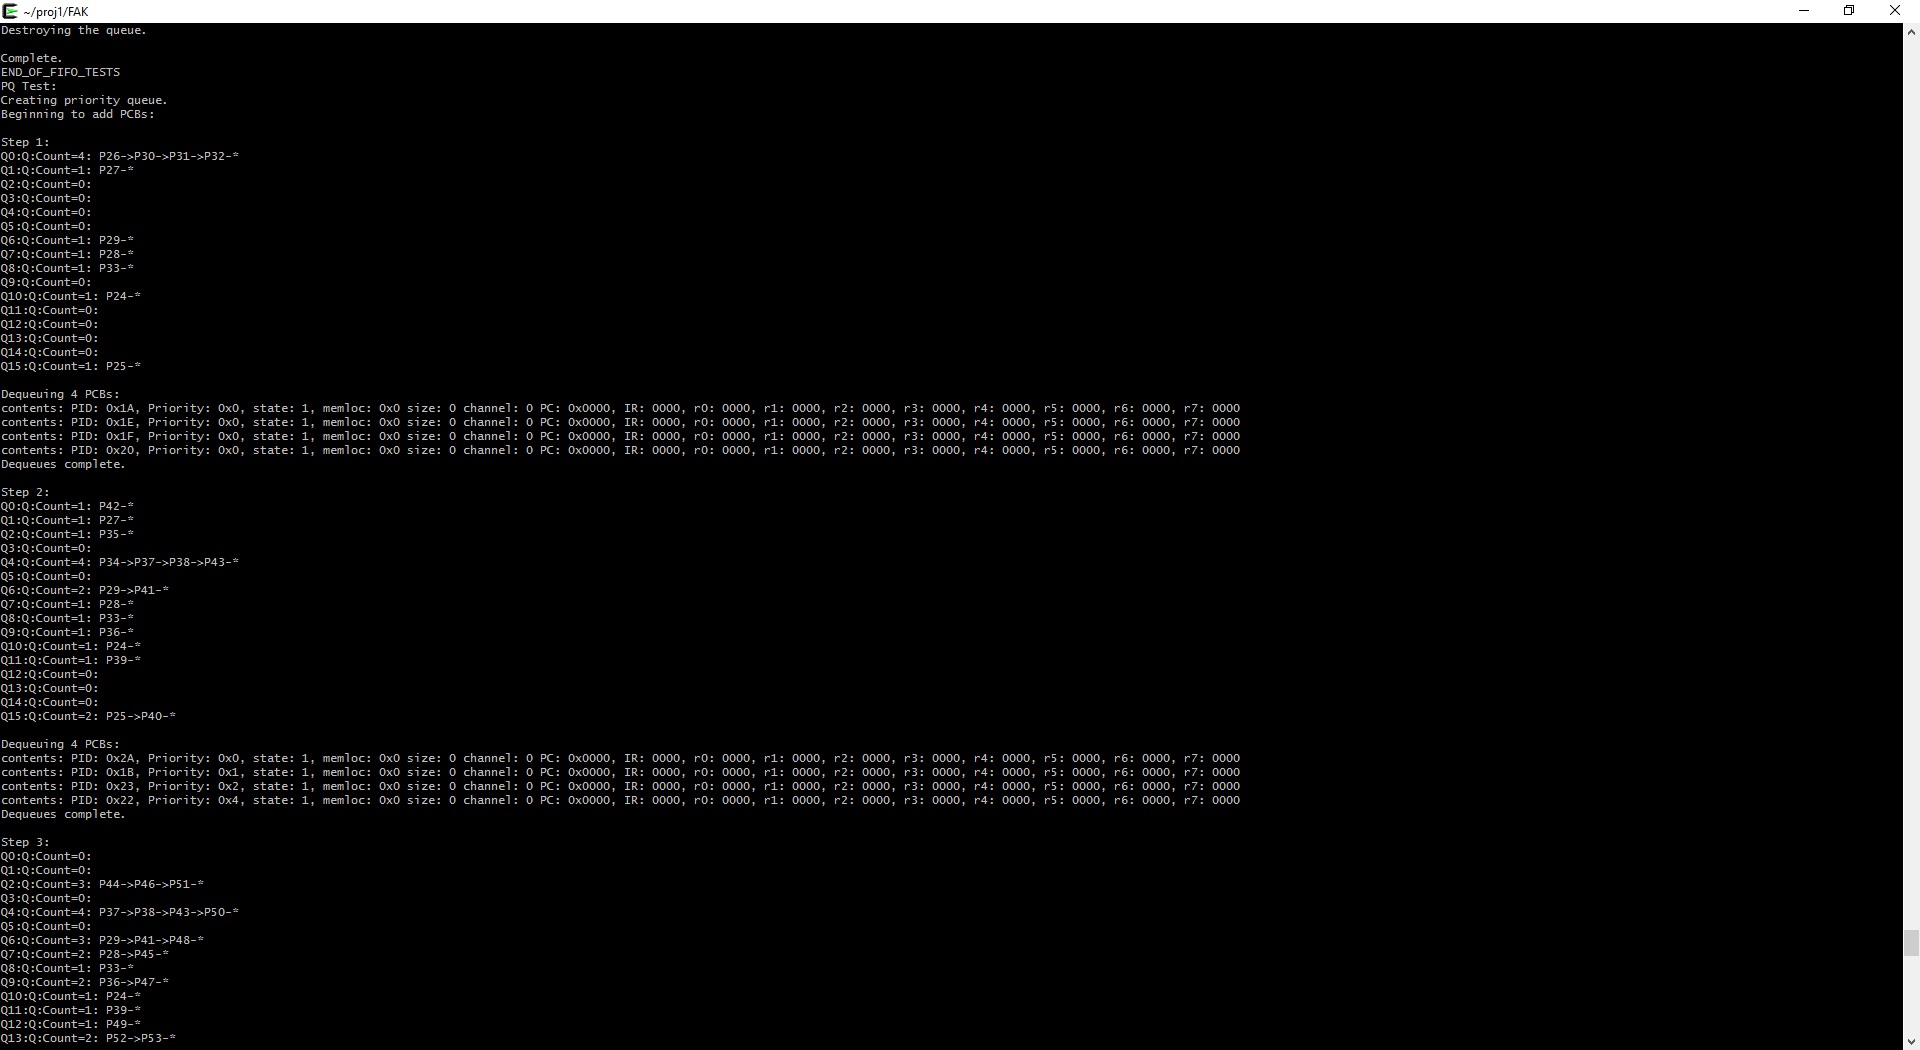 ~/proj1/FAK
Destroying the queue.
Complete.
END_OF_FIFO_TESTS
PQ Test:
Creating priority queue.
Beginning to add PCBs:
Step 1:
Q0:Q:Count=4: P26->P30->P31->P32-*
Q1:Q:Count=1: P27-*
Q2:Q:Count=0:
Q3:Q:Count=0:
Q4:Q:Count=0:
Q5:Q:Count=0:
Q6:Q:Count=1: P29-*
Q7:Q:Count=1: P28-*
Q8:Q:Count=1: P33-*
Q9:Q:Count=0:
Q10:Q:Count=1: P24-*
Q11:Q:Count=0:
Q12:Q:Count=0:
Q13:Q:Count=0:
Q14:Q:Count=0:
Q15:Q:Count=1: P25-*
Dequeuing 4 PCBs:
contents: PID: 0x1A, Priority: 0x0, state: 1, memloc: 0x0 size: 0 channel: 0 PC: 0x0000, IR: 0000, r0: 0000, r1: 0000, r2: 0000, r3: 0000, r4: 0000, r5: 0000, r6: 0000, r7: 0000
contents: PID: 0x1E, Priority: 0x0, state: 1, memloc: 0x0 size: 0 channel: 0 PC: 0x0000, IR: 0000, r0: 0000, r1: 0000, r2: 0000, r3: 0000, r4: 0000, r5: 0000, r6: 0000, r7: 0000
contents: PID: 0x1F, Priority: 0x0, state: 1, memloc: 0x0 size: 0 channel: 0 PC: 0x0000, IR: 0000, r0: 0000, r1: 0000, r2: 0000, r3: 0000, r4: 0000, r5: 0000, r6: 0000, r7: 0000
contents: PID: 0x20, Priority: 0x0, state: 1, memloc: 0x0 size: 0 channel: 0 PC: 0x0000, IR: 0000, r0: 0000, r1: 0000, r2: 0000, r3: 0000, r4: 0000, r5: 0000, r6: 0000, r7: 0000
Dequeues complete.
Step 2:
Q0:Q:Count=1: P42-*
Q1:Q:Count=1: P27-*
Q2:Q:Count=1: P35-*
Q3:Q:Count=0:
Q4:Q:Count=4: P34->P37->P38->P43-*
Q5:Q:Count=0:
Q6:Q:Count=2: P29->P41-*
Q7:Q:Count=1: P28-*
Q8:Q:Count=1: P33-*
Q9:Q:Count=1: P36-*
Q10:Q:Count=1: P24-*
Q11:Q:Count=1: P39-*
Q12:Q:Count=0:
Q13:Q:Count=0:
Q14:Q:Count=0:
Q15:Q:Count=2: P25->P40-*
Dequeuing 4 PCBs:
contents: PID: 0x2A, Priority: 0x0, state: 1, memloc: 0x0 size: 0 channel: 0 PC: 0x0000, IR: 0000, r0: 0000, r1: 0000, r2: 0000, r3: 0000, r4: 0000, r5: 0000, r6: 0000, r7: 0000
contents: PID: 0x1B, Priority: 0x1, state: 1, memloc: 0x0 size: 0 channel: 0 PC: 0x0000, IR: 0000, r0: 0000, r1: 0000, r2: 0000, r3: 0000, r4: 0000, r5: 0000, r6: 0000, r7: 0000
contents: PID: 0x23, Priority: 0x2, state: 1, memloc: 0x0 size: 0 channel: 0 PC: 0x0000, IR: 0000, r0: 0000, r1: 0000, r2: 0000, r3: 0000, r4: 0000, r5: 0000, r6: 0000, r7: 0000
contents: PID: 0x22, Priority: 0x4, state: 1, memloc: 0x0 size: 0 channel: 0 PC: 0x0000, IR: 0000, r0: 0000, r1: 0000, r2: 0000, r3: 0000, r4: 0000, r5: 0000, r6: 0000, r7: 0000
Dequeues complete.
Step 3:
Q0:Q:Count=0:
Q1:Q:Count=0:
Q2:Q:Count=3: P44->P46->P51-*
Q3:Q:Count=0:
Q4:Q:Count=4: P37->P38->P43->P50-*
Q5:Q:Count=0:
Q6:Q:Count=3: P29->P41->P48-*
Q7:Q:Count=2: P28->P45-*
Q8:Q:Count=1: P33-*
Q9:Q:Count=2: P36->P47-*
Q10:Q:Count=1: P24-*
Q11:Q:Count=1: P39-*
Q12:Q:Count=1: P49-*
Q13:Q:Count=2: P52->P53-*